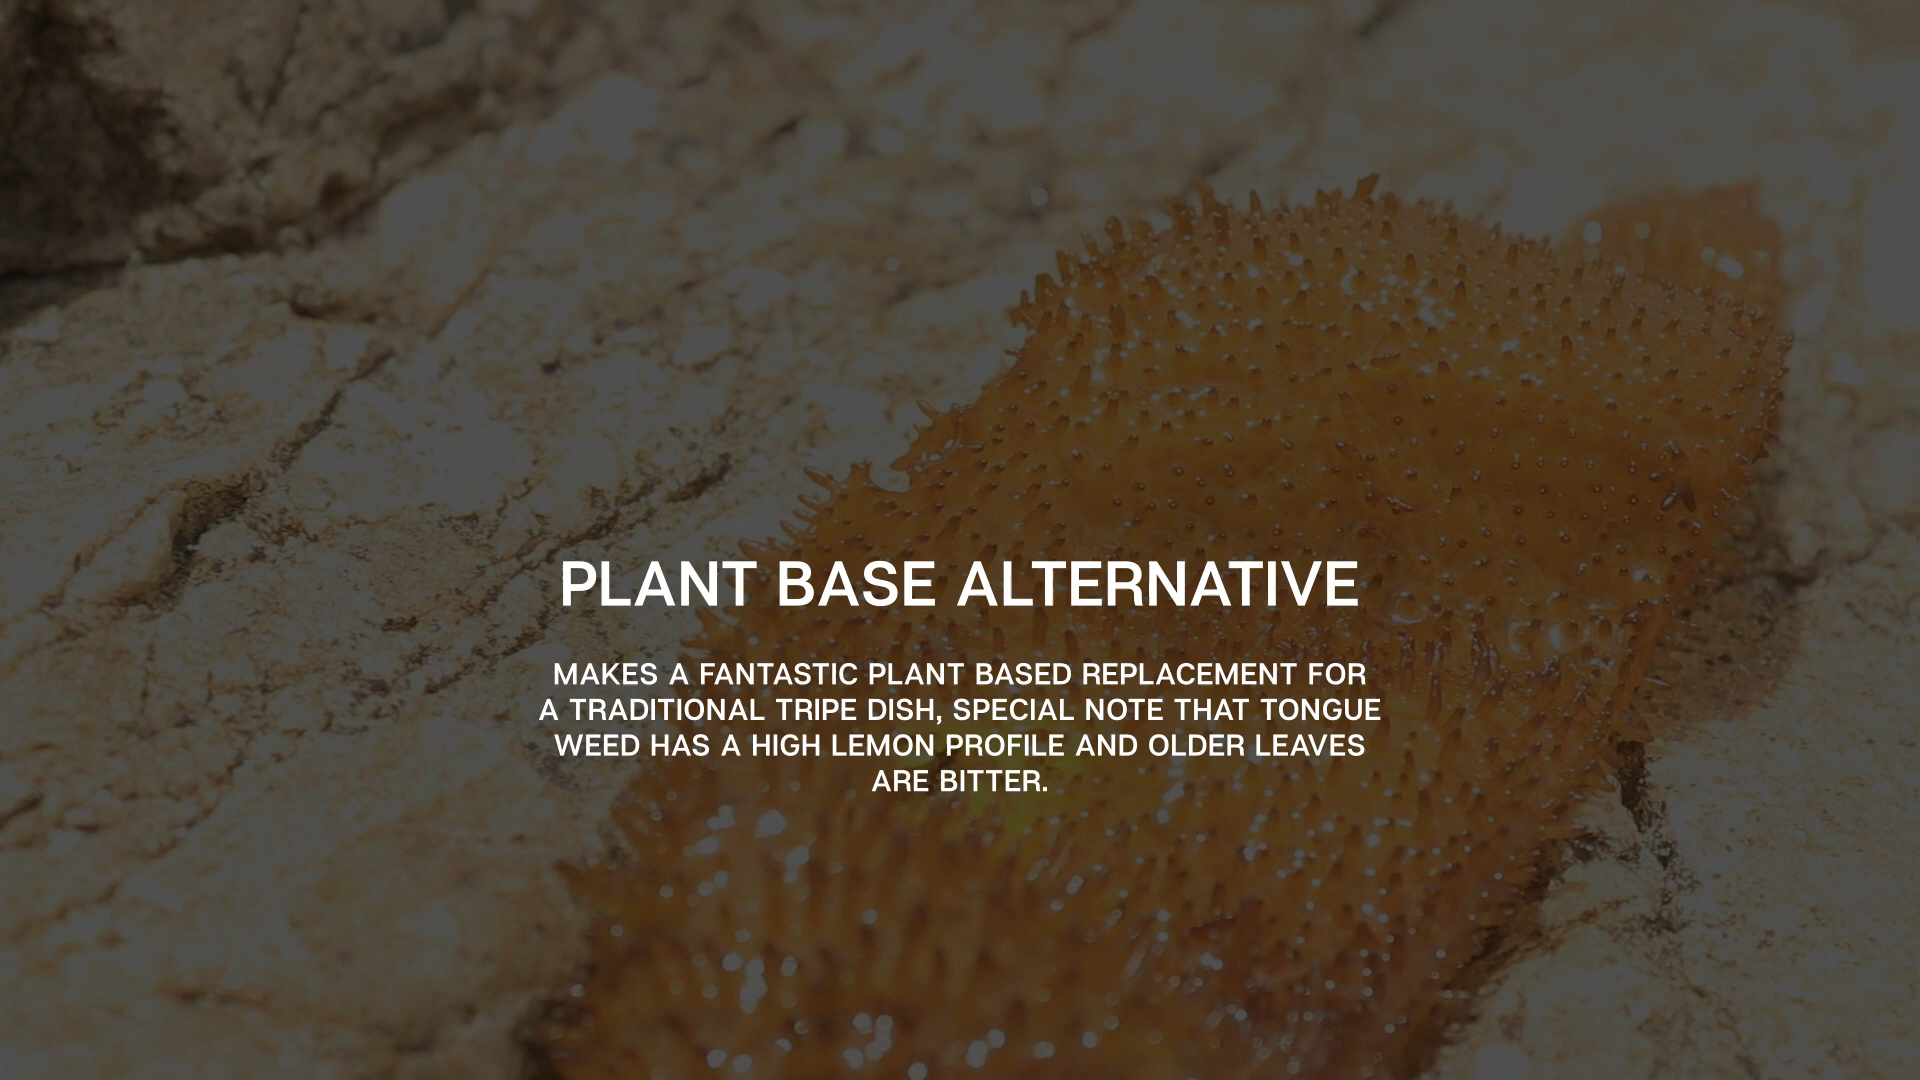 PLANT BASE ALTERNATIVE
MAKES A FANTASTIC PLANT BASED REPLACEMENT FOR
A TRADITIONAL TRIPE DISH, SPECIAL NOTE THAT TONGUE
WEED HAS A HIGH LEMON PROFILE AND OLDER LEAVES
ARE BITTER.